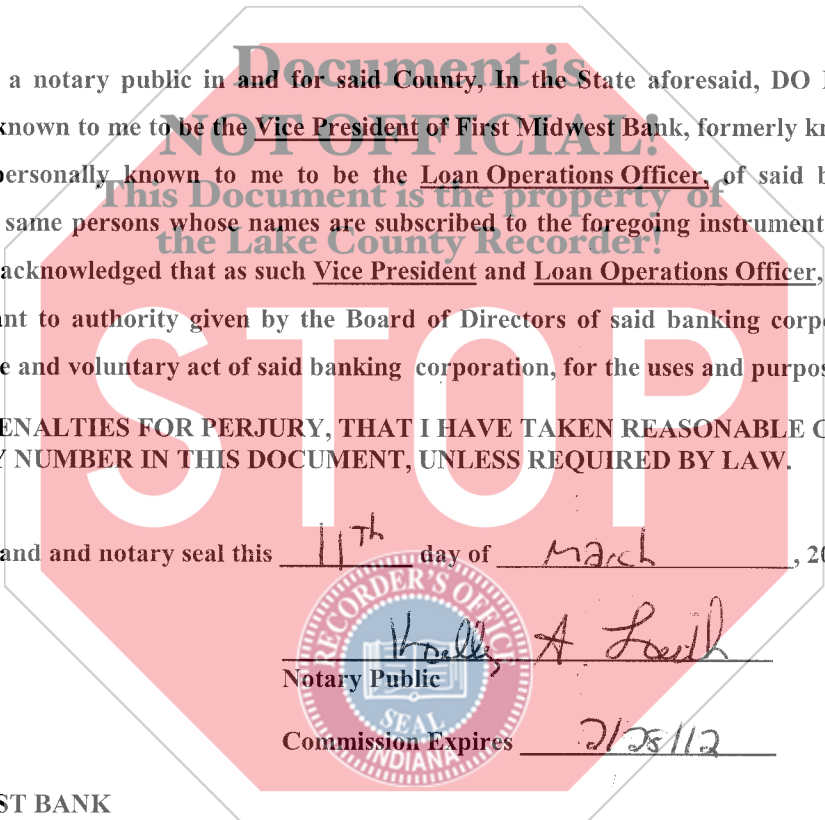 Document is
a notary public in and for said County, In the State aforesaid, DO
known to me to be the Vice President of First Midwest Bank, formerly
NOT OFFICIAL!
personally known to me to be the Loan Operations Officer, of said
This Document is the property of
same persons whose names are subscribed to the foregoing instrument
the Lake County Recorder!
acknowledged that as such Vice President and Loan Operations Officer,
nt to authority given by the Board of Directors of said banking
STOP
e and voluntary act of said banking corporation, for the uses and
ENALTIES FOR PERJURY, THAT I HAVE TAKEN REASONABLE
Y NUMBER IN THIS DOCUMENT, UNLESS REQUIRED BY LAW.
and and notary seal this 11th day of March, 20
RECORDER'S OFFICE
Kelly A
Notary Public
SEAL
INDIANA
Commission Expires 2/25/12
ST BANK